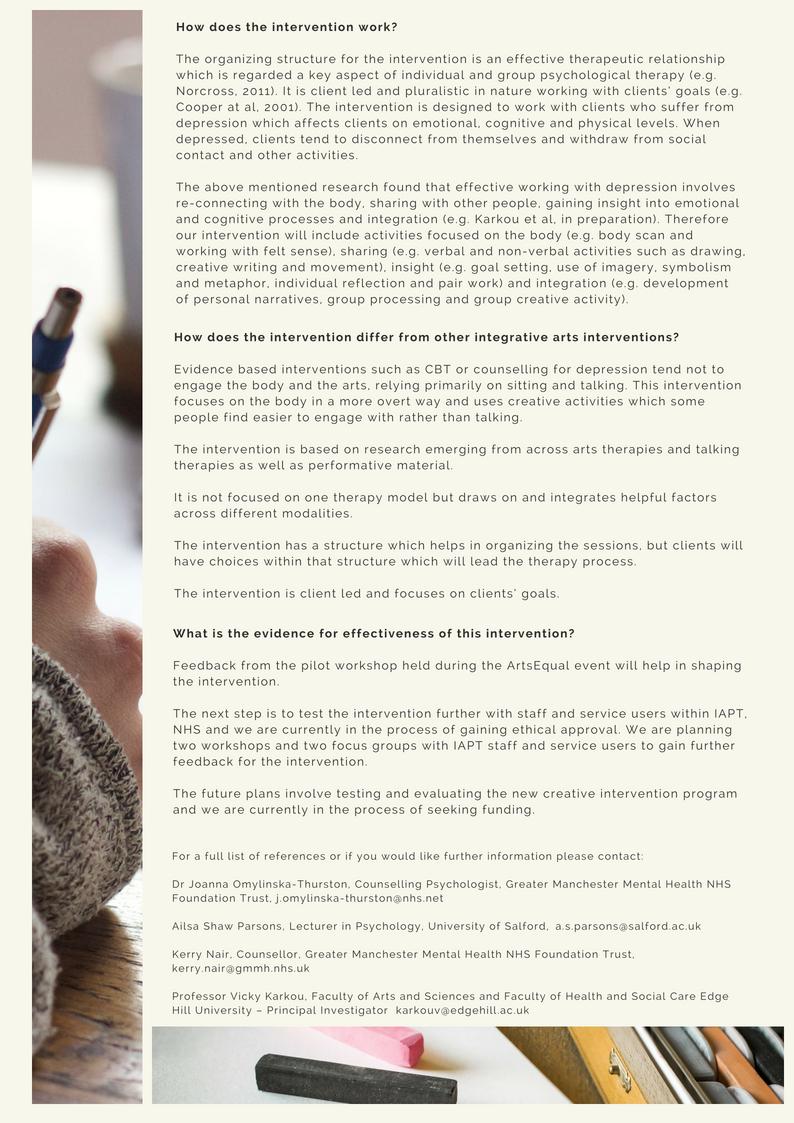 How does the intervention work?
The organizing structure for the intervention is an effective therapeutic relationship
which is regarded a key aspect of individual and group psychological therapy (e.g.
Norcross, 2011). It is client led and pluralistic in nature working with clients' goals (e.g.
Cooper at al, 2001). The intervention is designed to work with clients who suffer from
depression which affects clients on emotional, cognitive and physical levels. When
depressed, clients tend to disconnect from themselves and withdraw from social
contact and other activities.
The above mentioned research found that effective working with depression involves
re-connecting with the body, sharing with other people, gaining insight into emotional
and cognitive processes and integration (e.g. Karkou et al, in preparation). Therefore
our intervention will include activities focused on the body (e.g. body scan and
working with felt sense), sharing (e.g. verbal and non-verbal activities such as drawing,
creative writing and movement), insight (e.g. goal setting, use of imagery, symbolism
and metaphor, individual reflection and pair work) and integration (e.g. development
of personal narratives, group processing and group creative activity).
How does the intervention differ from other integrative arts interventions?
Evidence based interventions such as CBT or counselling for depression tend not to
engage the body and the arts, relying primarily on sitting and talking. This intervention
focuses on the body in a more overt way and uses creative activities which some
people find easier to engage with rather than talking.
The intervention is based on research emerging from across arts therapies and talking
therapies as well as performative material.
It is not focused on one therapy model but draws on and integrates helpful factors
across different modalities.
The intervention has a structure which helps in organizing the sessions, but clients will
have choices within that structure which will lead the therapy process.
The intervention is client led and focuses on clients' goals.
What is the evidence for effectiveness of this intervention?
Feedback from the pilot workshop held during the ArtsEqual event will help in shaping
the intervention.
The next step is to test the intervention further with staff and service users within IAPT,
NHS and we are currently in the process of gaining ethical approval. We are planning
two workshops and two focus groups with IAPT staff and service users to gain further
feedback for the intervention.
The future plans involve testing and evaluating the new creative intervention program
and we are currently in the process of seeking funding.
For a full list of references or if you would like further information please contact:
Dr Joanna Omylinska-Thurston, Counselling Psychologist, Greater Manchester Mental Health NHS
Foundation Trust, j.omylinska-thurston@nhs.net
Ailsa Shaw Parsons, Lecturer in Psychology, University of Salford, a.s.parsons@salford.ac.uk
Kerry Nair, Counsellor, Greater Manchester Mental Health NHS Foundation Trust,
kerry.nair@gmmh.nhs.uk
Professor Vicky Karkou, Faculty of Arts and Sciences and Faculty of Health and Social Care Edge
Hill University – Principal Investigator karkouv@edgehill.ac.uk